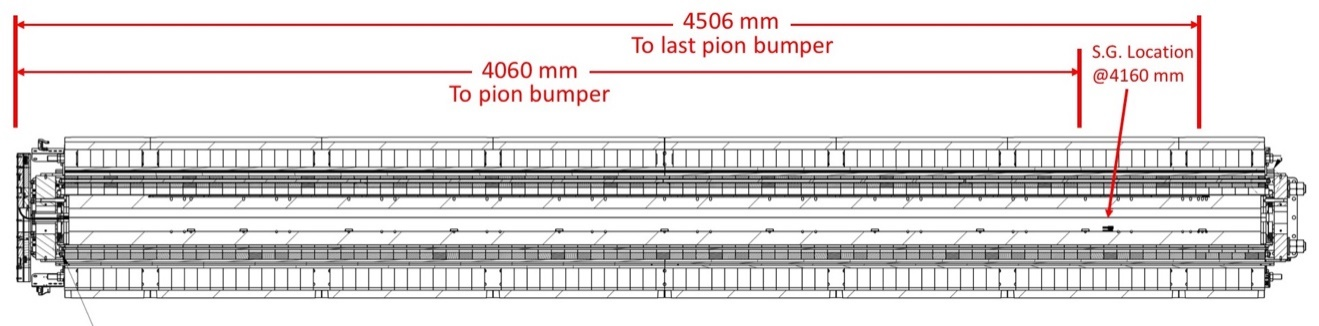 4506 mm
To last pion bumper
4060 mm
To pion bumper
S.G. Location
@4160 mm